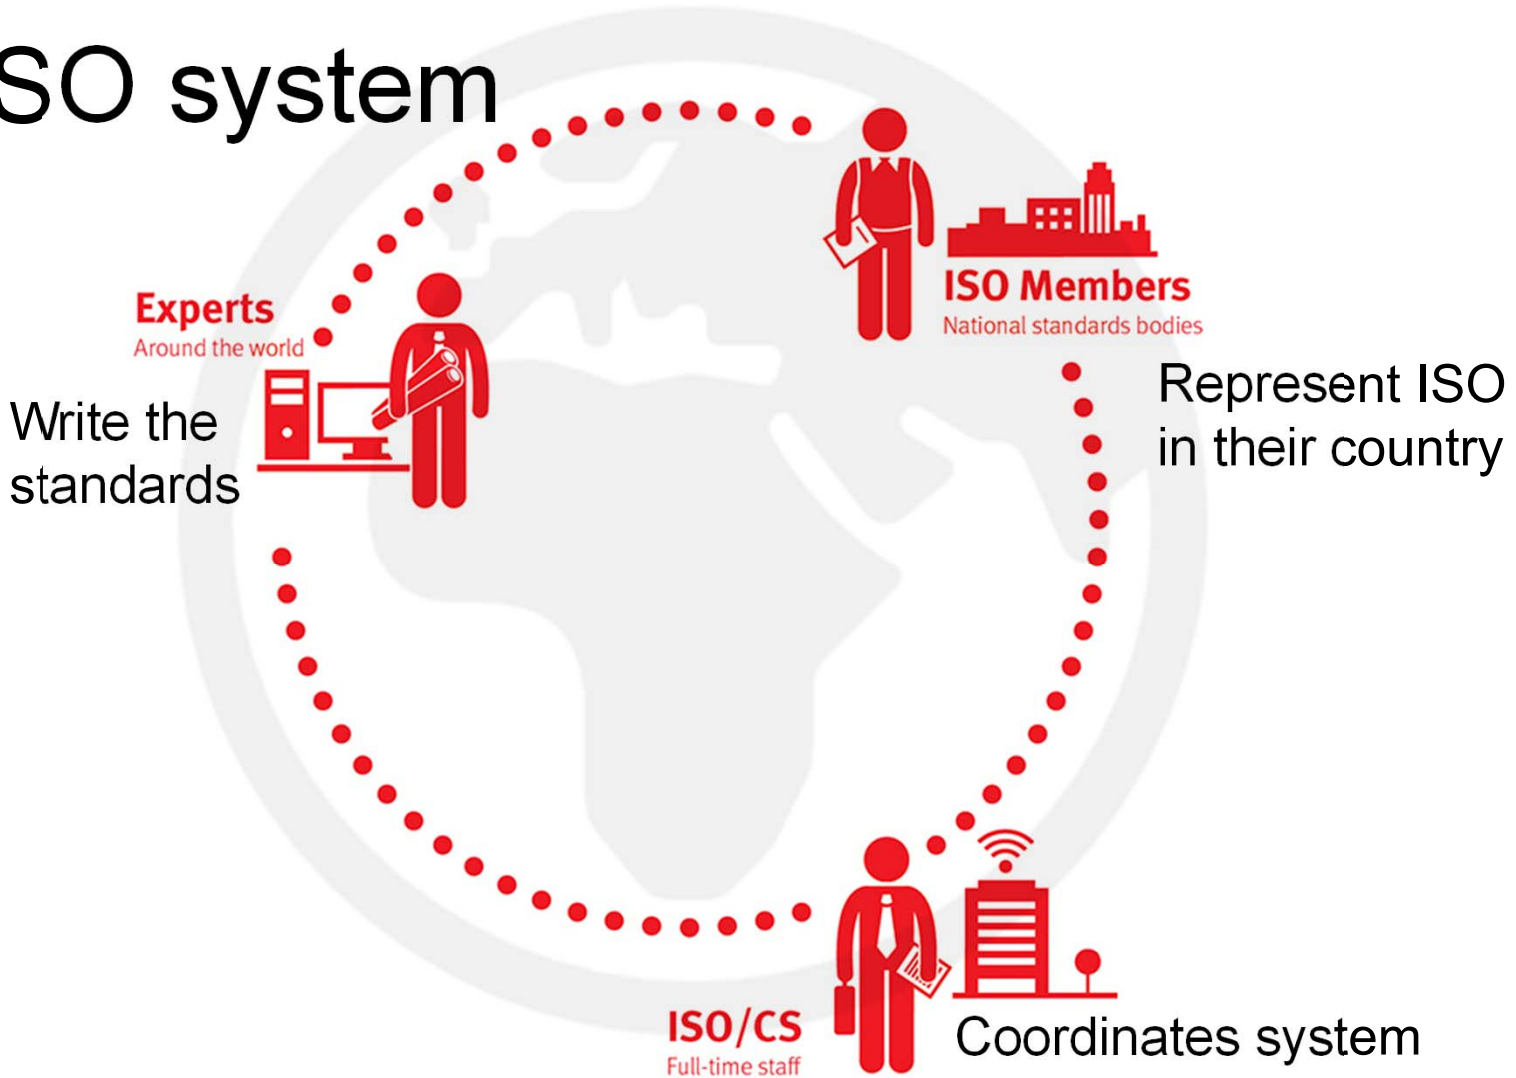 SO system
Experts
Around the world
Write the
standards
ISO Members
National standards bodies
Represent ISO
in their country
ISO/CS
Full-time staff
Coordinates system